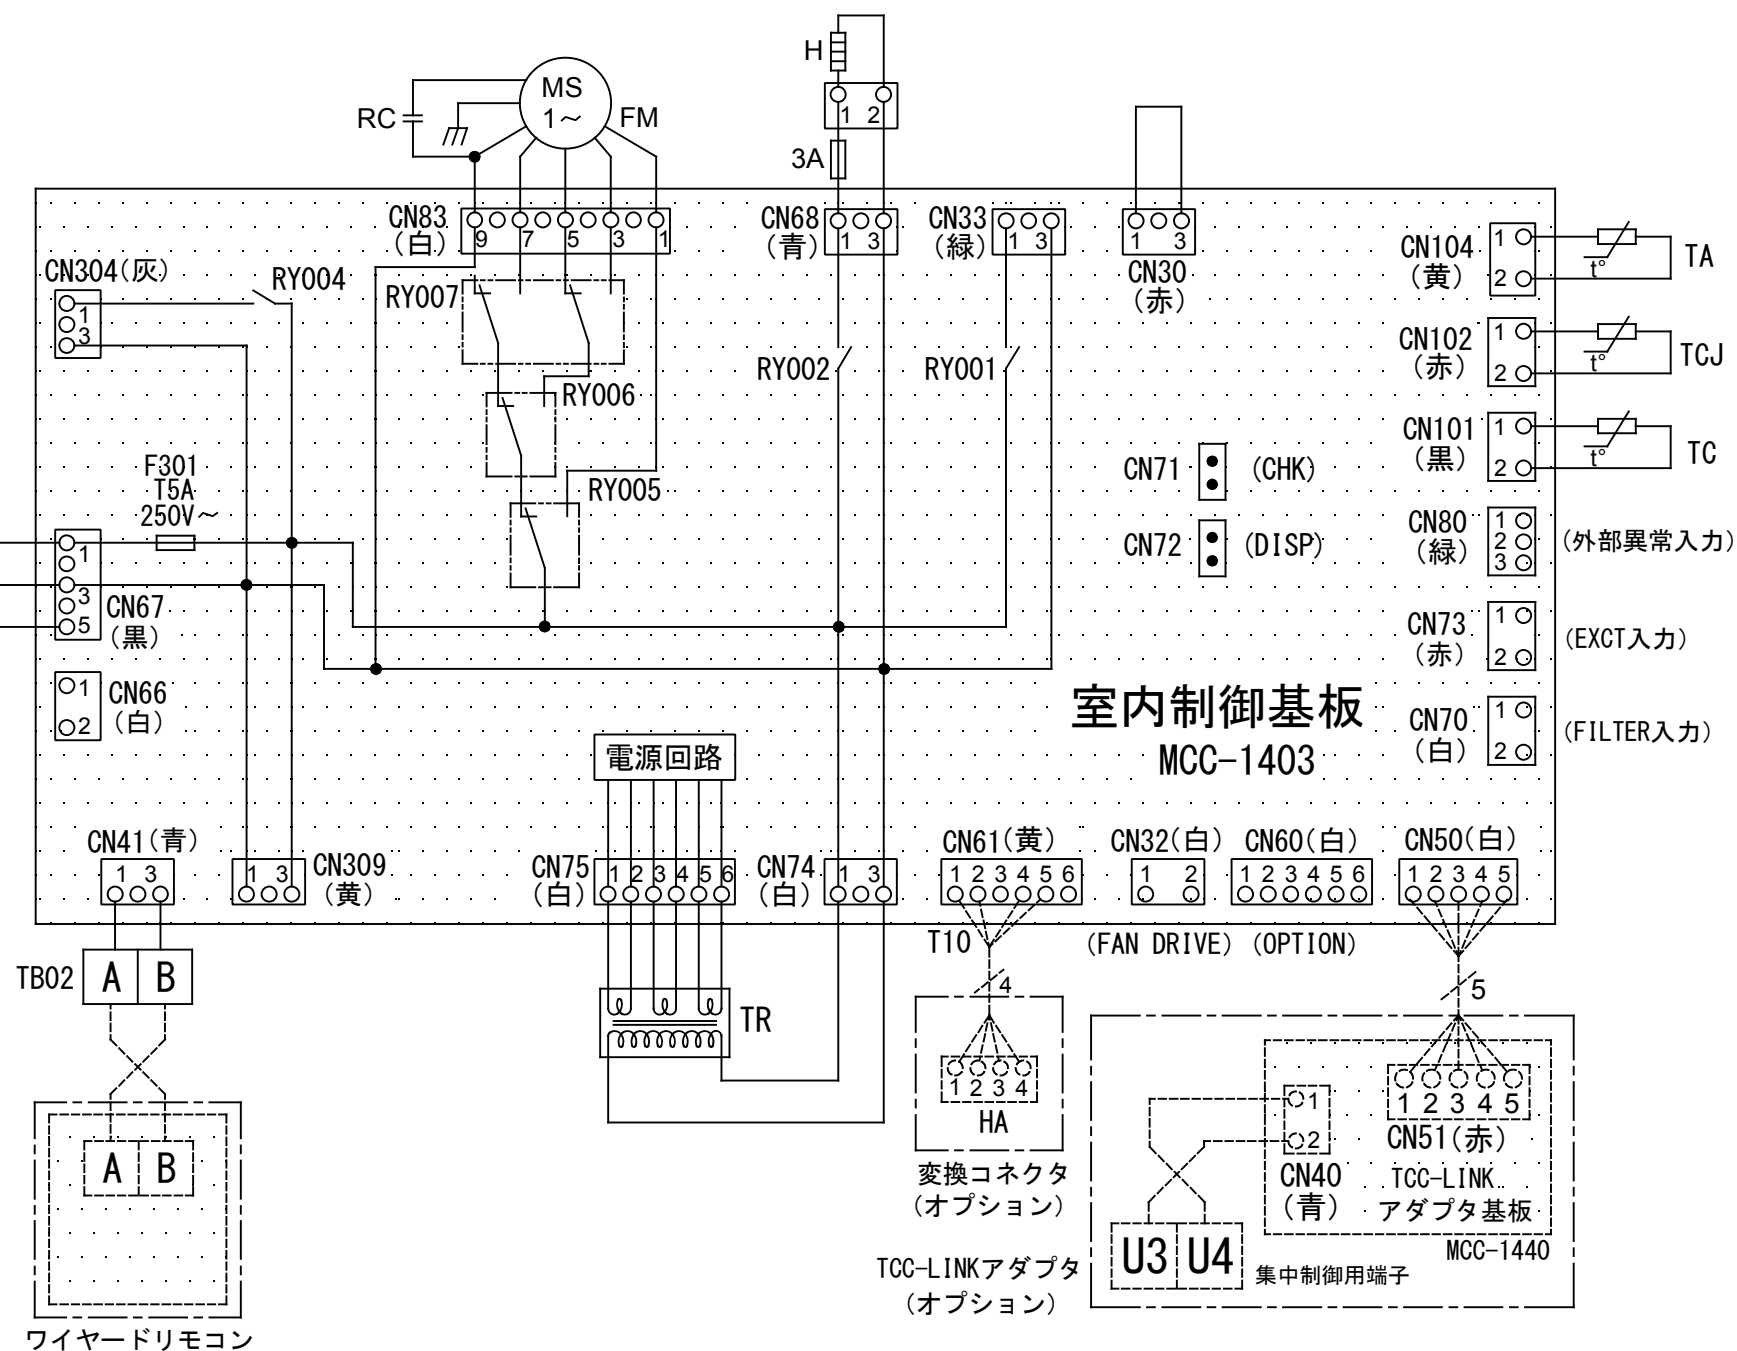 H
1 2
3A
MS
1～
FM
RC
CN83
(白)
9 7 5 3 1
CN68
(青)
1 3
CN33
(緑)
1 3
1 3
CN30
(赤)
CN104
(黄)
1
2
t°
TA
CN102
(赤)
1
2
t°
TCJ
CN101
(黒)
1
2
t°
TC
CN304(灰)
1
3
RY004
RY007
RY006
RY005
RY002
RY001
F301
T5A
250V～
1
3
5
CN67
(黒)
1
2
CN66
(白)
CN71
(CHK)
CN72
(DISP)
CN80
(緑)
1
2
3
(外部異常入力)
CN73
(赤)
1
2
(EXCT入力)
CN70
(白)
1
2
(FILTER入力)
室内制御基板
MCC-1403
電源回路
CN41(青)
1 3
1 3
CN309
(黄)
CN75
(白)
1 2 3 4 5 6
CN74
(白)
1 3
CN61(黄)
1 2 3 4 5 6
CN32(白)
1 2
CN60(白)
1 2 3 4 5 6
CN50(白)
1 2 3 4 5
T10
(FAN DRIVE)
(OPTION)
TB02
A B
TR
4
5
1 2 3 4
HA
変換コネクタ
(オプション)
A B
ワイヤードリモコン
1
2
CN40
(青)
1 2 3 4 5
CN51(赤)
TCC-LINK
アダプタ基板
MCC-1440
U3 U4
集中制御用端子
TCC-LINKアダプタ
(オプション)